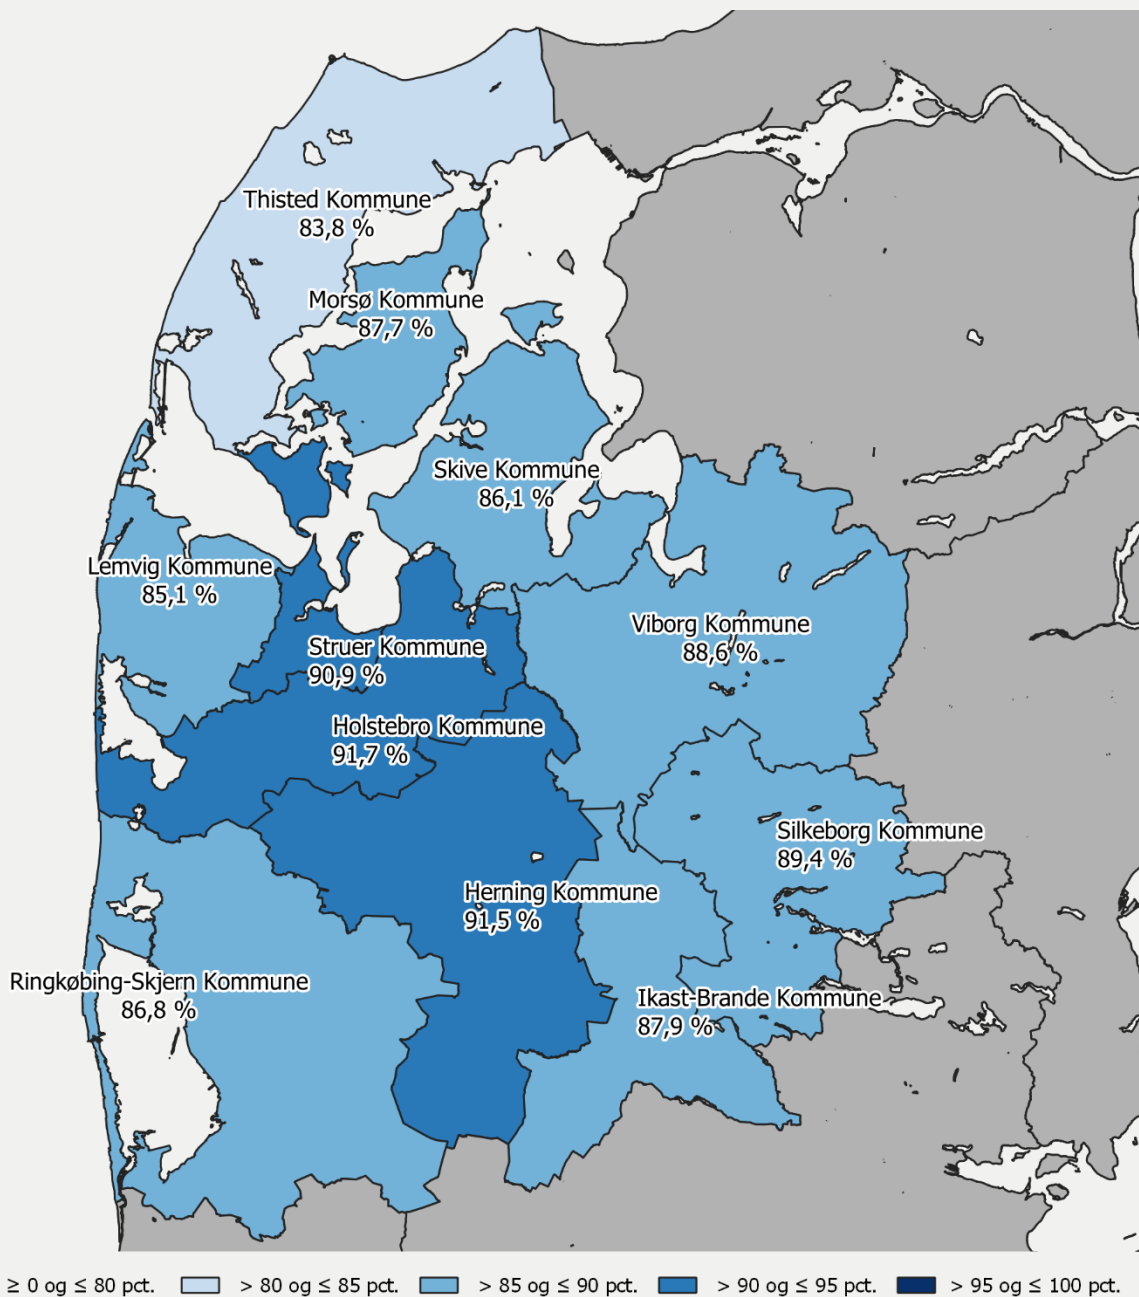 Thisted Kommune
83,8 %
Morsø Kommune
87,7 %
Skive Kommune
86,1 %
Lemvig Kommune
85,1 %
Viborg Kommune
88,6 %
Struer Kommune
90,9 %
Holstebro Kommune
91,7 %
Silkeborg Kommune
89,4 %
Herning Kommune
91,5 %
Ringkøbing-Skjern Kommune
86,8 %
Ikast-Brande Kommune
87,9 %
≥ 0 og ≤ 80 pct. > 80 og ≤ 85 pct. > 85 og ≤ 90 pct. > 90 og ≤ 95 pct. > 95 og ≤ 100 pct.